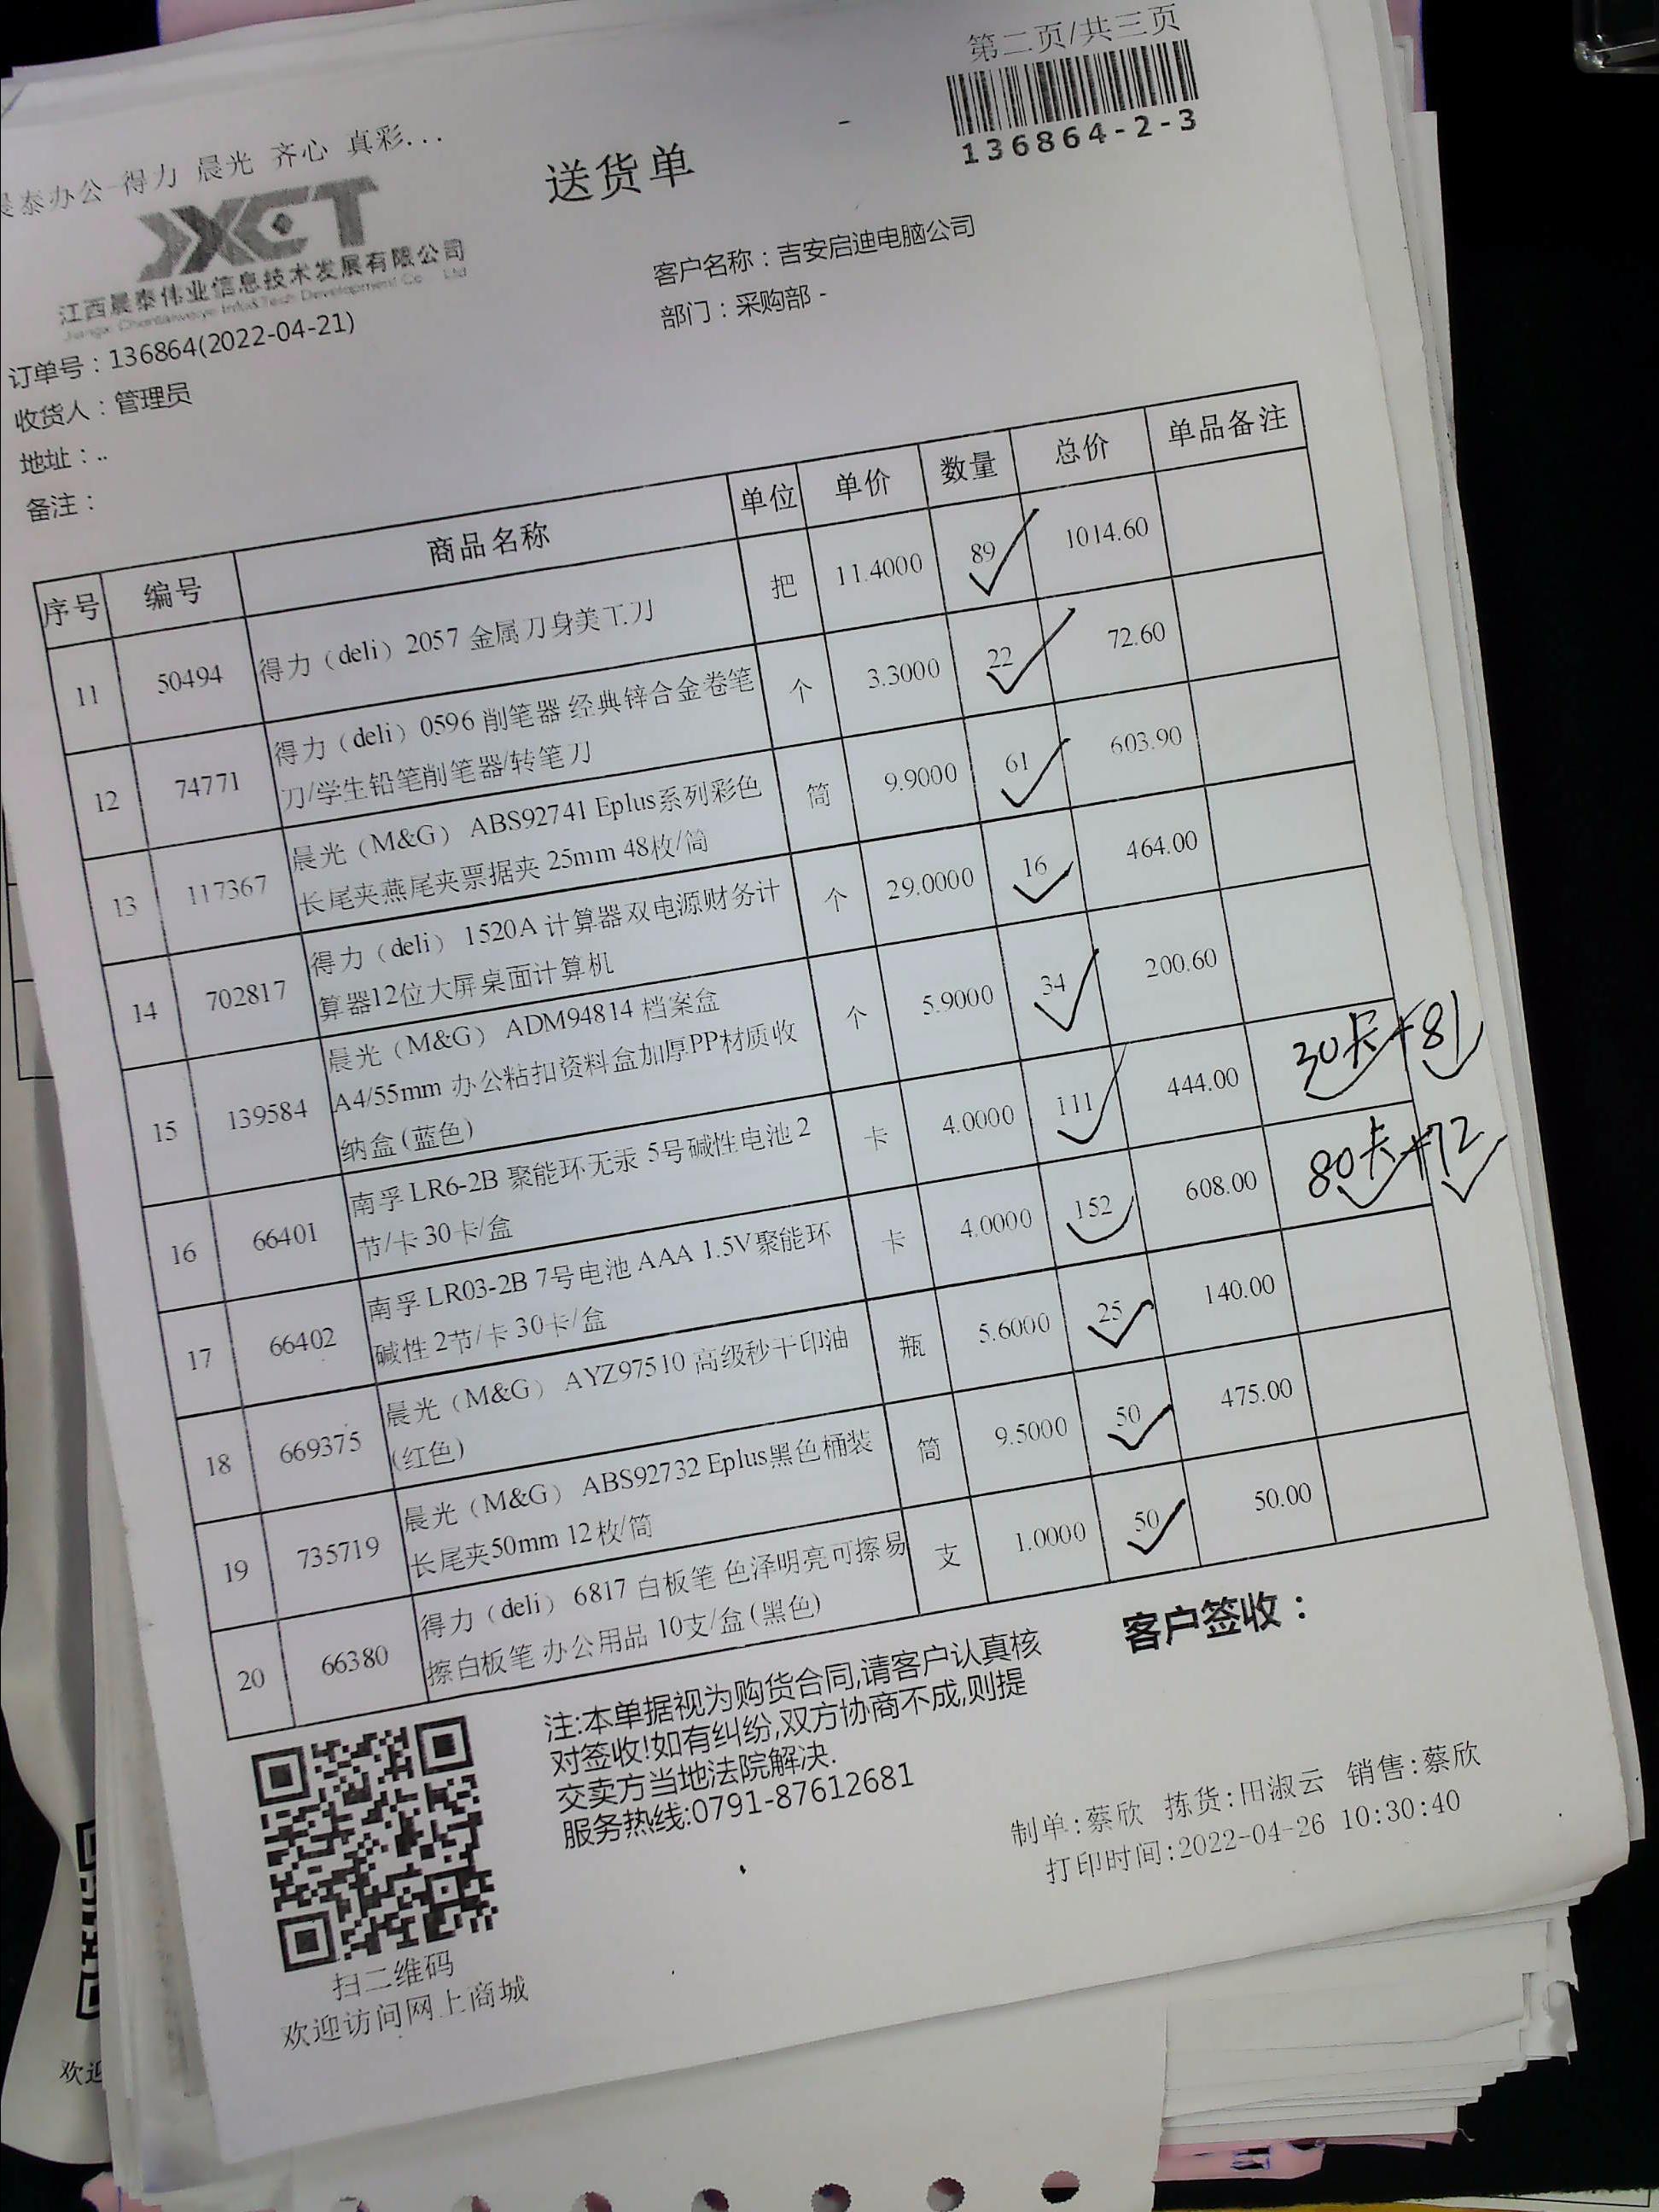 第二页/共三页
136864-2-3
晨泰办公-得力 晨光 齐心 真彩...
送货单
JXCT
江西晨泰伟业信息技术发展有限公司
客户名称：吉安启迪电脑公司
部门：采购部 -
订单号：136864(2022-04-21)
收货人：管理员
地址：..
备注：
序号 编号 商品名称 单位 单价 数量 总价 单品备注
11 50494 得力（deli）2057 金属刀身美工刀 把 11.4000 89 1014.60
12 74771 得力（deli）0596 削笔器 经典锌合金卷笔
刀/学生铅笔削笔器/转笔刀 个 3.3000 22 72.60
13 117367 晨光（M&G） ABS92741 Eplus系列彩色
长尾夹燕尾夹票据夹 25mm 48枚/筒 筒 9.9000 61 603.90
14 702817 得力（deli） 1520A 计算器双电源财务计
算器12位大屏桌面计算机 个 29.0000 16 464.00
15 139584 晨光（M&G） ADM94814 档案盒
A4/55mm 办公粘扣资料盒加厚PP材质收
纳盒(蓝色) 个 5.9000 34 200.60
16 66401 南孚 LR6-2B 聚能环无汞 5号碱性电池 2
节/卡 30卡/盒 卡 4.0000 111 444.00 30卡+81
17 66402 南孚 LR03-2B 7号电池 AAA 1.5V聚能环
碱性 2节/卡 30卡/盒 卡 4.0000 152 608.00 80卡+72
18 669375 晨光（M&G） AYZ97510 高级秒干印油
(红色) 瓶 5.6000 25 140.00
19 735719 晨光（M&G） ABS92732 Eplus黑色桶装
长尾夹50mm 12枚/筒 筒 9.5000 50 475.00
20 66380 得力（deli）6817 白板笔 色泽明亮可擦易
擦白板笔 办公用品 10支/盒(黑色) 支 1.0000 50 50.00
注:本单据视为购货合同,请客户认真核
对签收!如有纠纷,双方协商不成,则提
交卖方当地法院解决.
服务热线:0791-87612681
客户签收：
制单:蔡欣 拣货:田淑云 销售:蔡欣
打印时间:2022-04-26 10:30:40
扫二维码
欢迎访问网上商城
欢迎